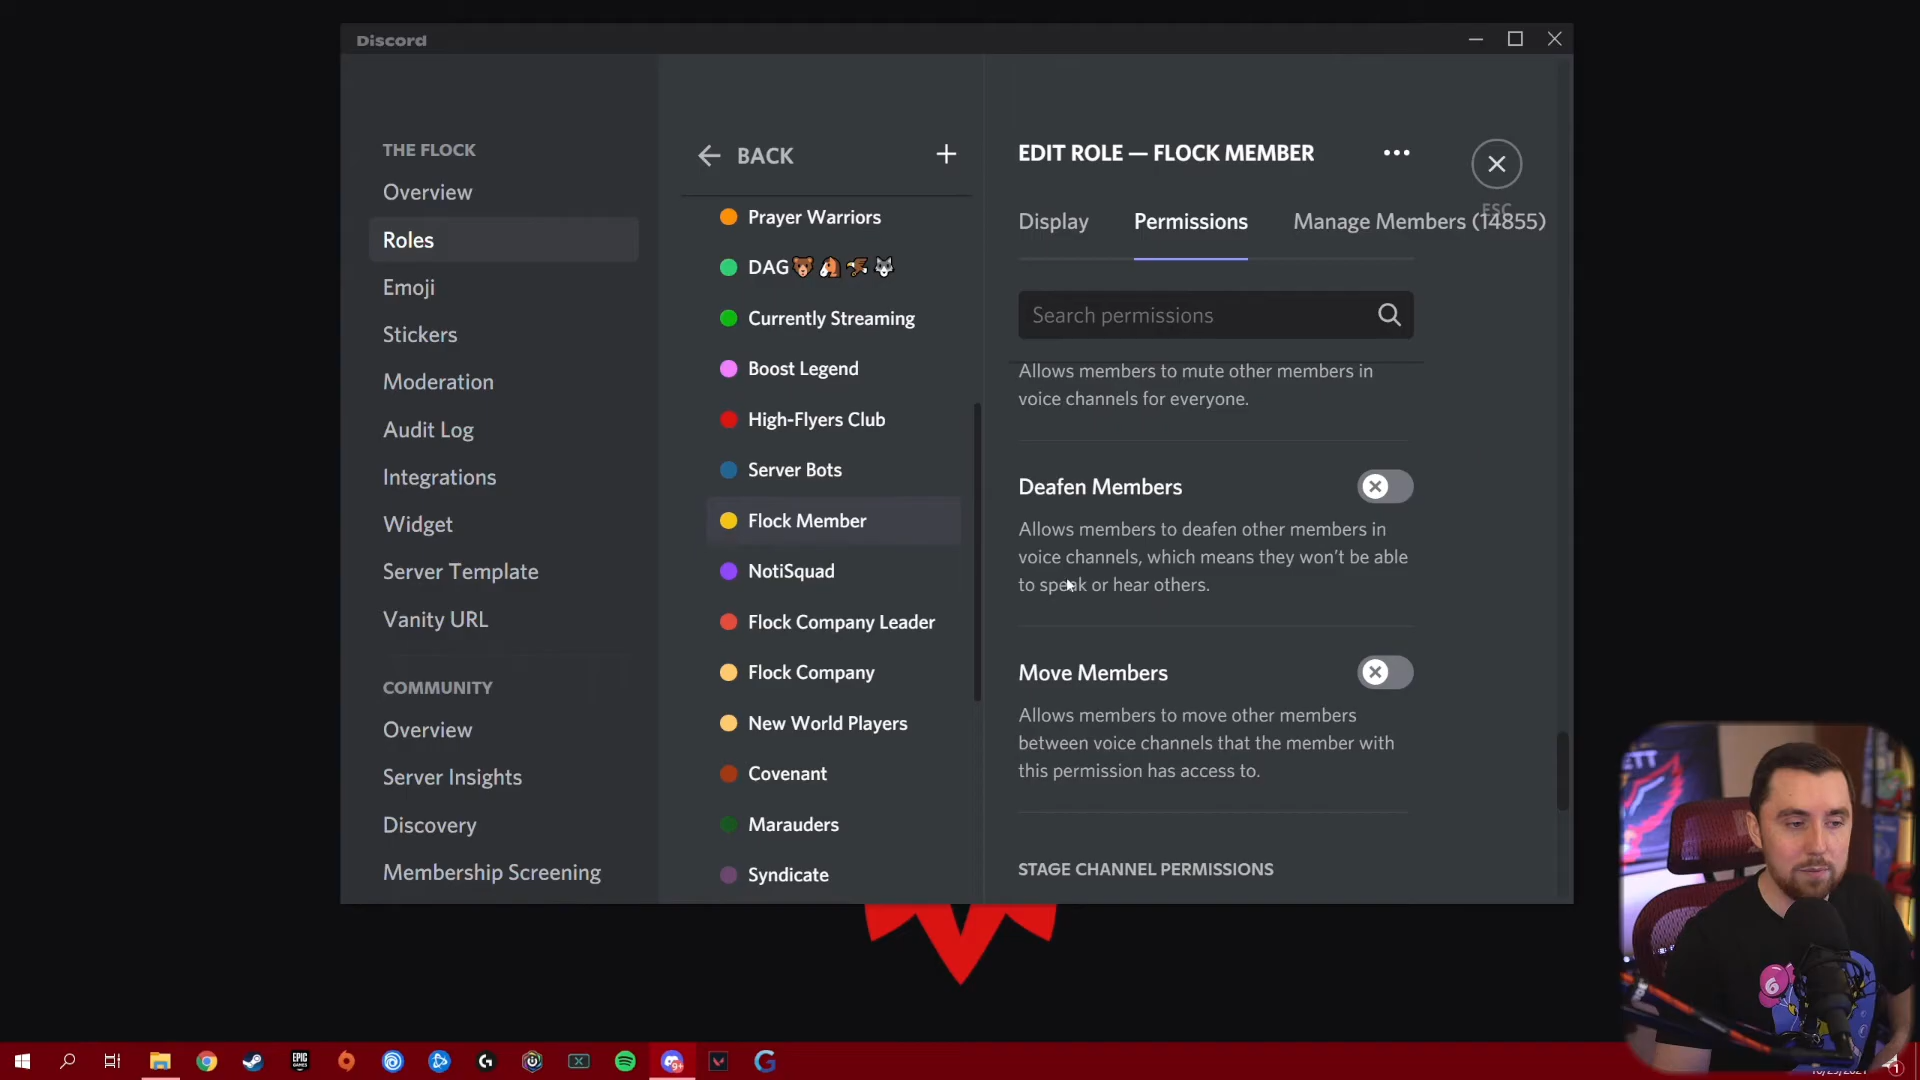 Discord
THE FLOCK
Overview
Roles
Emoji
Stickers
Moderation
Audit Log
Integrations
Widget
Server Template
Vanity URL
COMMUNITY
Overview
Server Insights
Discovery
Membership Screening
BACK
Prayer Warriors
DAG🐻🐴🦅🐺
Currently Streaming
Boost Legend
High-Flyers Club
Server Bots
Flock Member
NotiSquad
Flock Company Leader
Flock Company
New World Players
Covenant
Marauders
Syndicate
EDIT ROLE — FLOCK MEMBER
ESC
Display Permissions Manage Members (14855)
Search permissions
Allows members to mute other members in
voice channels for everyone.
Deafen Members
Allows members to deafen other members in
voice channels, which means they won't be able
to speak or hear others.
Move Members
Allows members to move other members
between voice channels that the member with
this permission has access to.
STAGE CHANNEL PERMISSIONS
EPIC
GAMES
9+